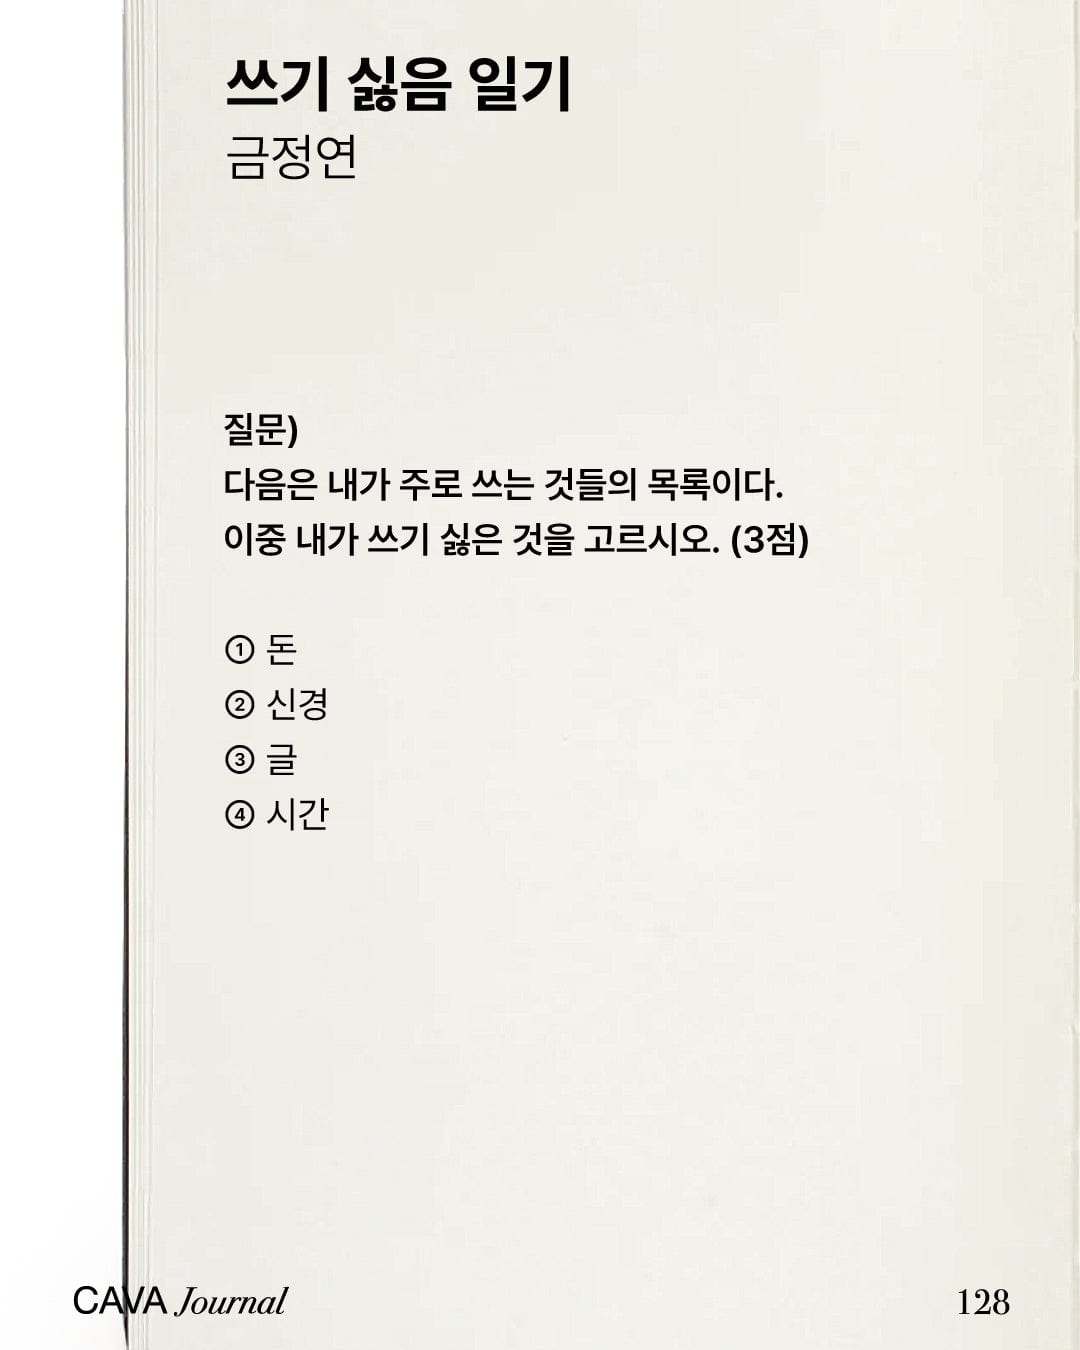 쓰기 싫음 일기
금정연
질문)
다음은 내가 주로 쓰는 것들의 목록이다.
이중 내가 쓰기 싫은 것을 고르시오. (3점)
① 돈
② 신경
③ 글
④ 시간
CAVA Journal
128